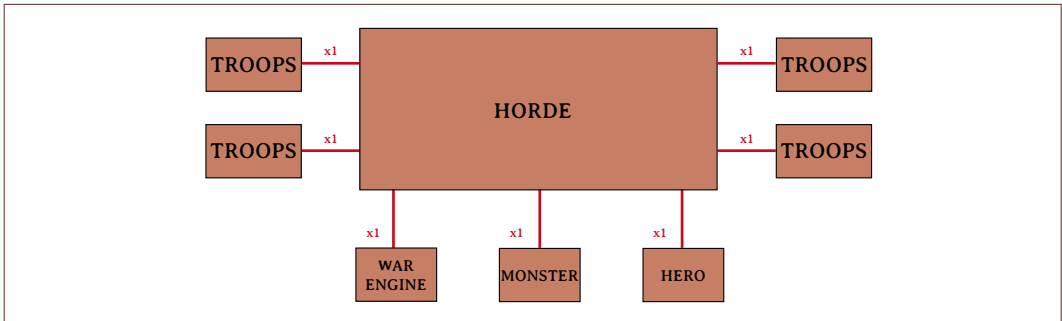 x1
x1
TROOPS
TROOPS
HORDE
x1
x1
TROOPS
TROOPS
x1
x1
x1
WAR
ENGINE
MONSTER
HERO